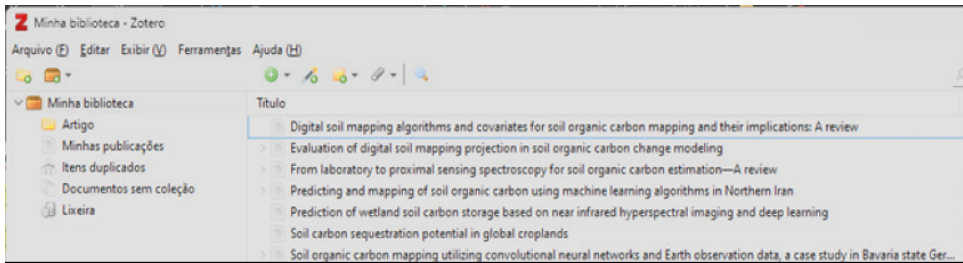 Z Minha biblioteca - Zotero
Arquivo (F) Editar Exibir (V) Ferramentas Ajuda (H)
Minha biblioteca
Artigo
Minhas publicações
Itens duplicados
Documentos sem coleção
Lixeira
Título
Digital soil mapping algorithms and covariates for soil organic carbon mapping and their implications: A review
Evaluation of digital soil mapping projection in soil organic carbon change modeling
From laboratory to proximal sensing spectroscopy for soil organic carbon estimation—A review
Predicting and mapping of soil organic carbon using machine learning algorithms in Northern Iran
Prediction of wetland soil carbon storage based on near infrared hyperspectral imaging and deep learning
Soil carbon sequestration potential in global croplands
Soil organic carbon mapping utilizing convolutional neural networks and Earth observation data, a case study in Bavaria state Ger...